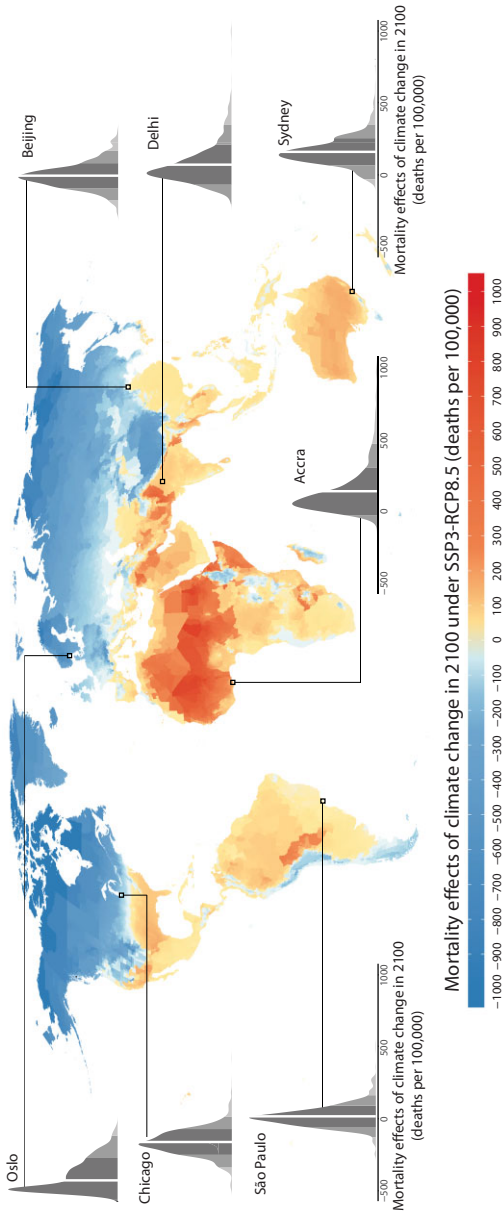 Oslo
Chicago
São Paulo
−500
0
500
1000
Mortality effects of climate change in 2100
(deaths per 100,000)
Accra
−500
0
500
1000
Beijing
Delhi
Sydney
−500
0
500
1000
Mortality effects of climate change in 2100
(deaths per 100,000)
Mortality effects of climate change in 2100 under SSP3-RCP8.5 (deaths per 100,000)
−1000 −900 −800 −700 −600 −500 −400 −300 −200 −100 0 100 200 300 400 500 600 700 800 900 1000